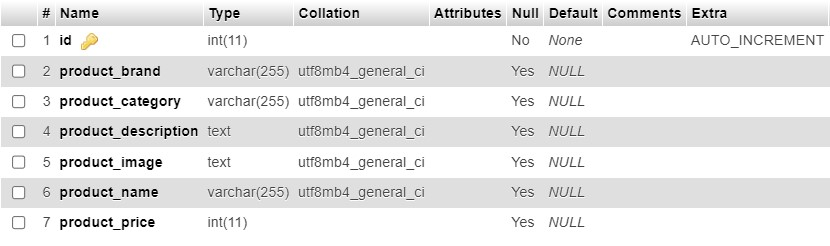 # Name Type Collation Attributes Null Default Comments Extra
1 id int(11) No None AUTO_INCREMENT
2 product_brand varchar(255) utf8mb4_general_ci Yes NULL
3 product_category varchar(255) utf8mb4_general_ci Yes NULL
4 product_description text utf8mb4_general_ci Yes NULL
5 product_image text utf8mb4_general_ci Yes NULL
6 product_name varchar(255) utf8mb4_general_ci Yes NULL
7 product_price int(11) Yes NULL